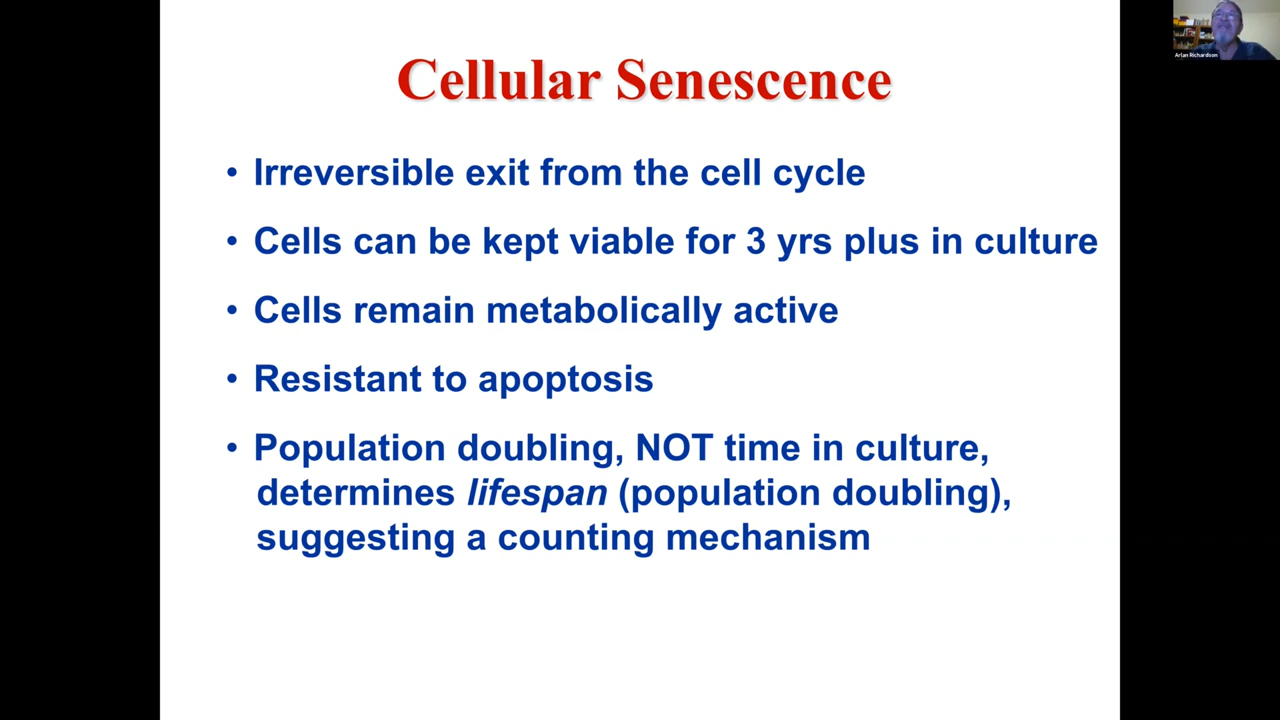 Cellular Senescence
• Irreversible exit from the cell cycle
• Cells can be kept viable for 3 yrs plus in culture
• Cells remain metabolically active
• Resistant to apoptosis
• Population doubling, NOT time in culture,
determines lifespan (population doubling),
suggesting a counting mechanism
Arlan Richardson